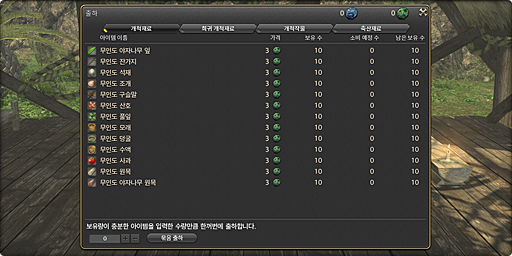 출하 0 0
개척재료 희귀 개척재료 개척작물 축산재료
아이템 이름 가격 보유 수 소비 예정 수 남은 보유 수
무인도 야자나무 잎 3 10 0 10
무인도 잔가지 3 10 0 10
무인도 석재 3 10 0 10
무인도 조개 3 10 0 10
무인도 구슬말 3 10 0 10
무인도 산호 3 10 0 10
무인도 풀잎 3 10 0 10
무인도 모래 3 10 0 10
무인도 덩굴 3 10 0 10
무인도 수액 3 10 0 10
무인도 사과 3 10 0 10
무인도 원목 3 10 0 10
무인도 야자나무 원목 3 10 0 10
보유량이 충분한 아이템을 입력한 수량만큼 한꺼번에 출하합니다.
0 + - 묶음 출하